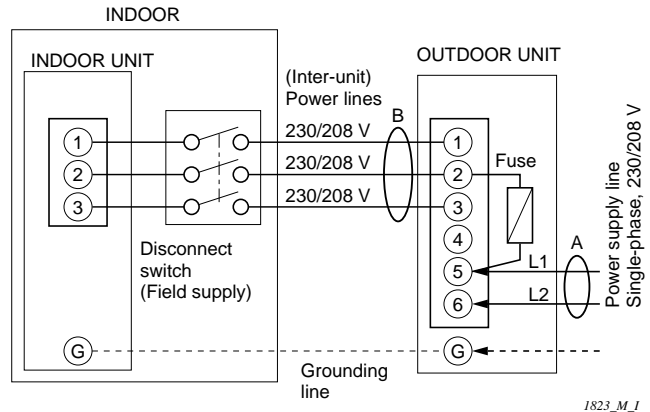 INDOOR
INDOOR UNIT
(Inter-unit)
Power lines
OUTDOOR UNIT
1
2
3
230/208 V
230/208 V
230/208 V
B
1
2
3
4
5
6
Fuse
A
L1
L2
Power supply line
Single-phase, 230/208 V
Disconnect
switch
(Field supply)
G
G
Grounding
line
1823_M_I